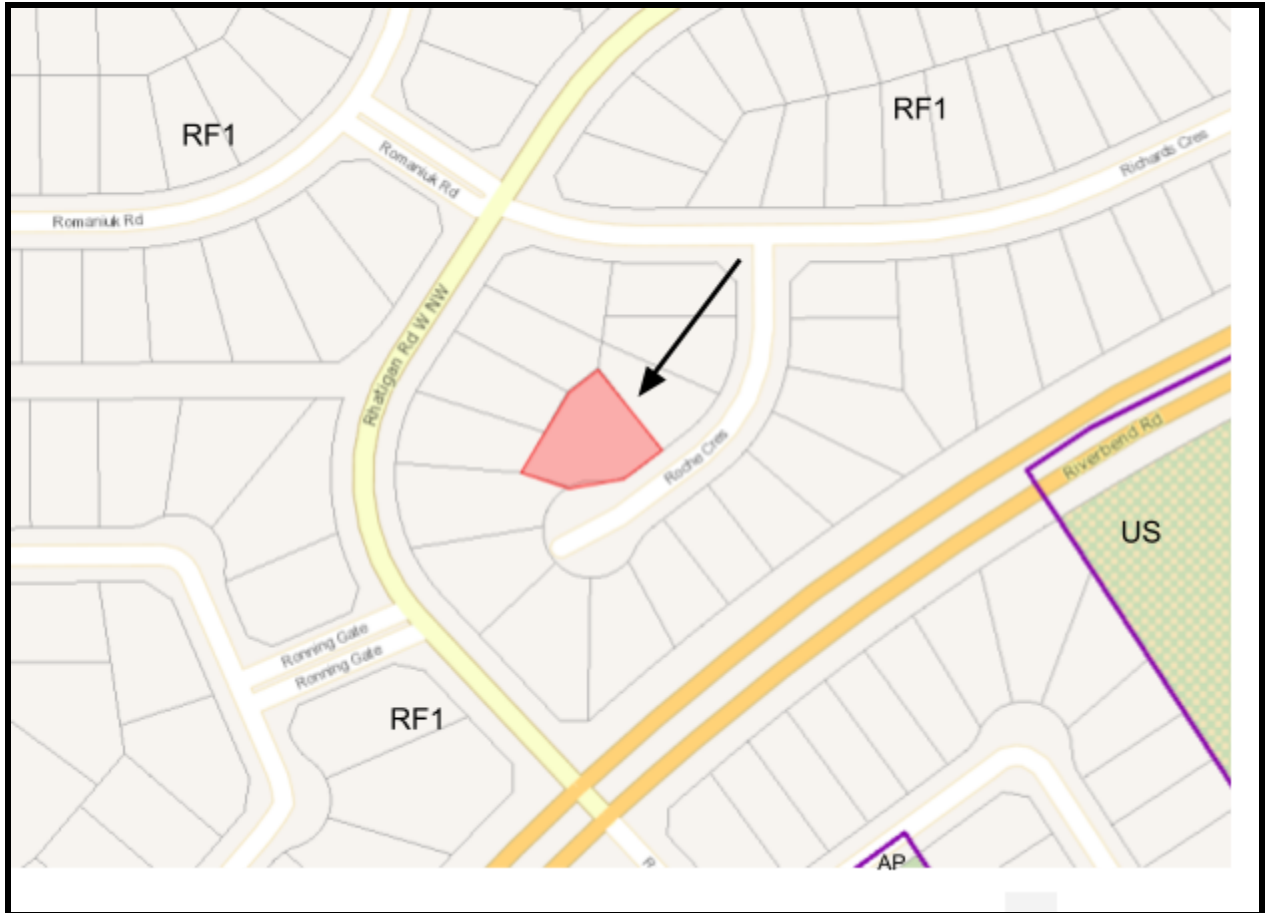 RF1
RF1
Romaniuk Rd
Richards Cres
Romaniuk Rd
Rhatigan Rd W NW
Roche Cres
Riverbend Rd
US
Ronning Gate
Ronning Gate
RF1
R
AP